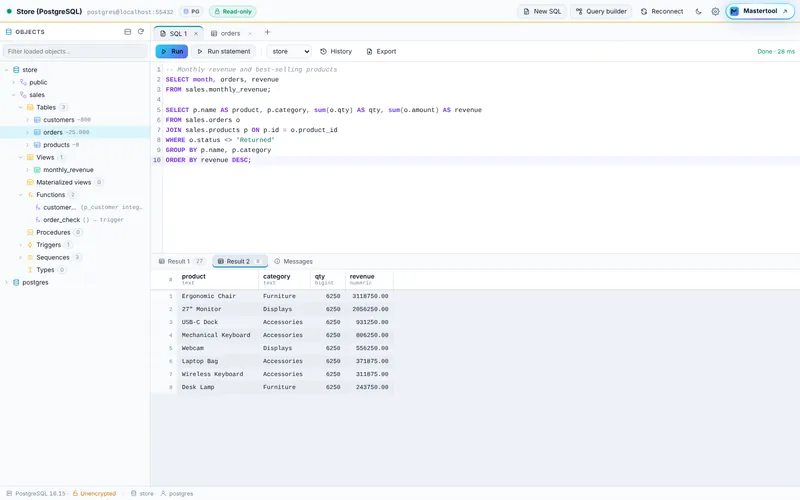 Store (PostgreSQL) postgres@localhost:55432 PG Read-only New SQL Query builder Reconnect Mastertool
OBJECTS
SQL 1 × orders × +
Filter loaded objects...
Run Run statement store History Export Done · 28 ms
store
public
sales
Tables 3
customers ~800
orders
products
Views 1
monthly_revenue
Materialized views 0
Functions 2
customer… (p_customer integ…
order_check () → trigger
Procedures 0
Triggers 1
Sequences 3
Types 0
postgres
1 -- Monthly revenue and best-selling products
2 SELECT month, orders, revenue
3 FROM sales.monthly_revenue;
4
5 SELECT p.name AS product, p.category, sum(o.qty) AS qty, sum(o.amount) AS revenue
6 FROM sales.orders o
7 JOIN sales.products p ON p.id = o.product_id
8 WHERE o.status <> 'Returned'
9 GROUP BY p.name, p.category
10 ORDER BY revenue DESC;
Result 1 27 Result 2 8 Messages
# product category qty revenue
text text bigint numeric
1 Ergonomic Chair Furniture 6250 3118750.00
2 27" Monitor Displays 6250 2056250.00
3 USB-C Dock Accessories 6250 931250.00
4 Mechanical Keyboard Accessories 6250 806250.00
5 Webcam Displays 6250 556250.00
6 Laptop Bag Accessories 6250 371875.00
7 Wireless Keyboard Accessories 6250 311875.00
8 Desk Lamp Furniture 6250 243750.00
PostgreSQL 16.15 Unencrypted store postgres